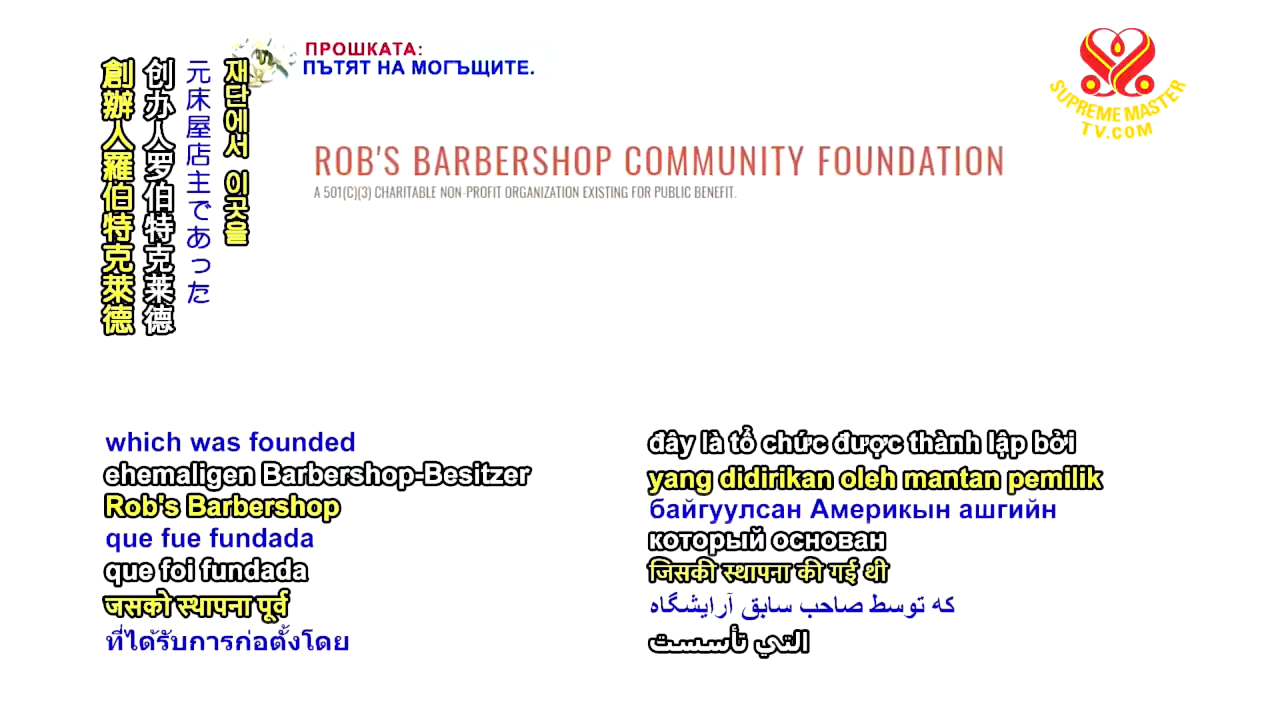 ПРОШКАТА:
ПЪТЯТ НА МОГЪЩИТЕ.
SUPREME MASTER
TV.COM
創辦人羅伯特克萊德
创办人罗伯特克莱德
元床屋店主であった
재단에서 이곳을
ROB'S BARBERSHOP COMMUNITY FOUNDATION
A 501(C)(3) CHARITABLE NON-PROFIT ORGANIZATION EXISTING FOR PUBLIC BENEFIT.
which was founded
ehemaligen Barbershop-Besitzer
Rob's Barbershop
que fue fundada
que foi fundada
जसको स्थापना पूर्व
ที่ได้รับการก่อตั้งโดย
đây là tổ chức được thành lập bởi
yang didirikan oleh mantan pemilik
байгуулсан Америкын ашгийн
который основан
जिसकी स्थापना की गई थी
که توسط صاحب سابق آرایشگاه
التي تأسست